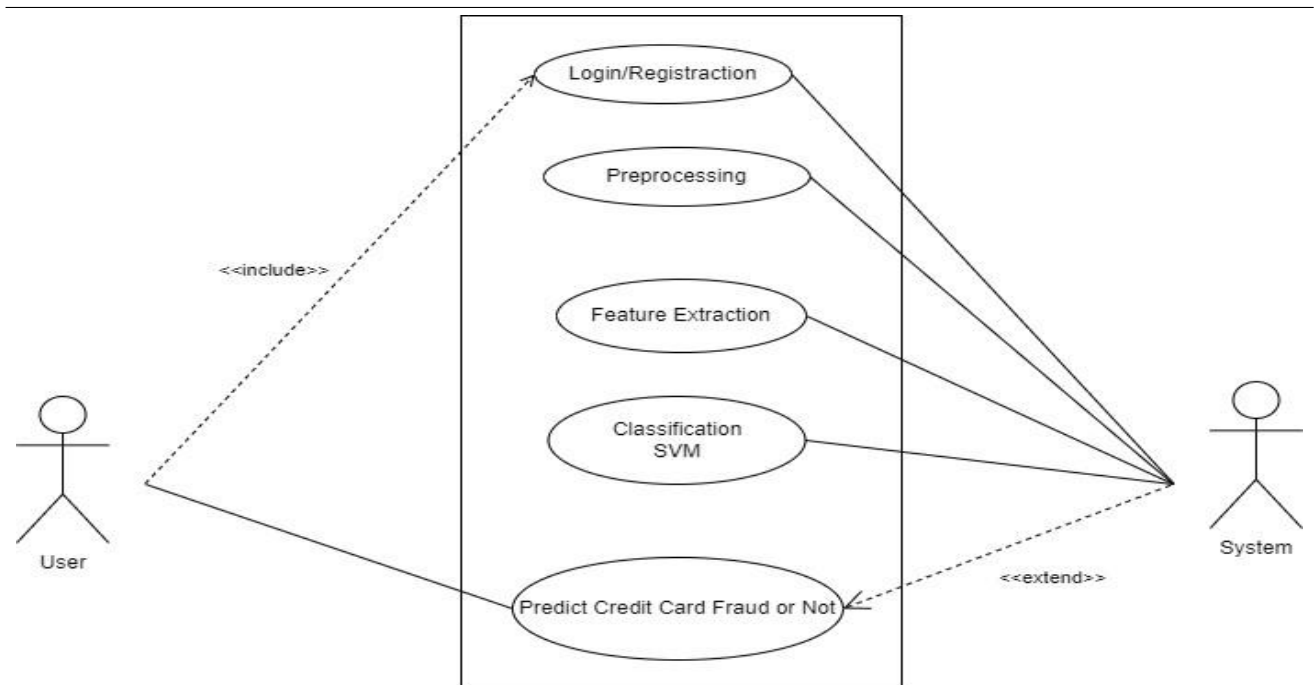 Login/Registraction
Preprocessing
<<include>>
Feature Extraction
Classification
SVM
User
System
<<extend>>
Predict Credit Card Fraud or Not